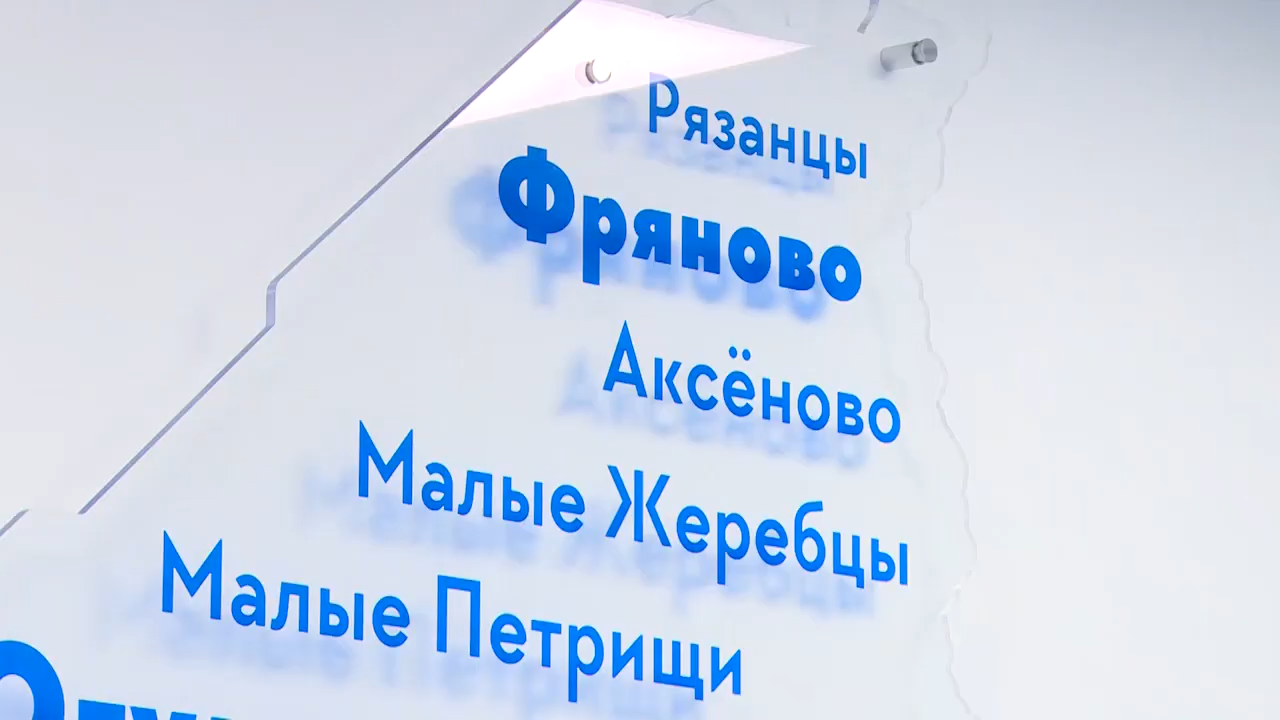 Рязанцы
Фряново
Аксёново
Малые Жеребцы
Малые Петрищи